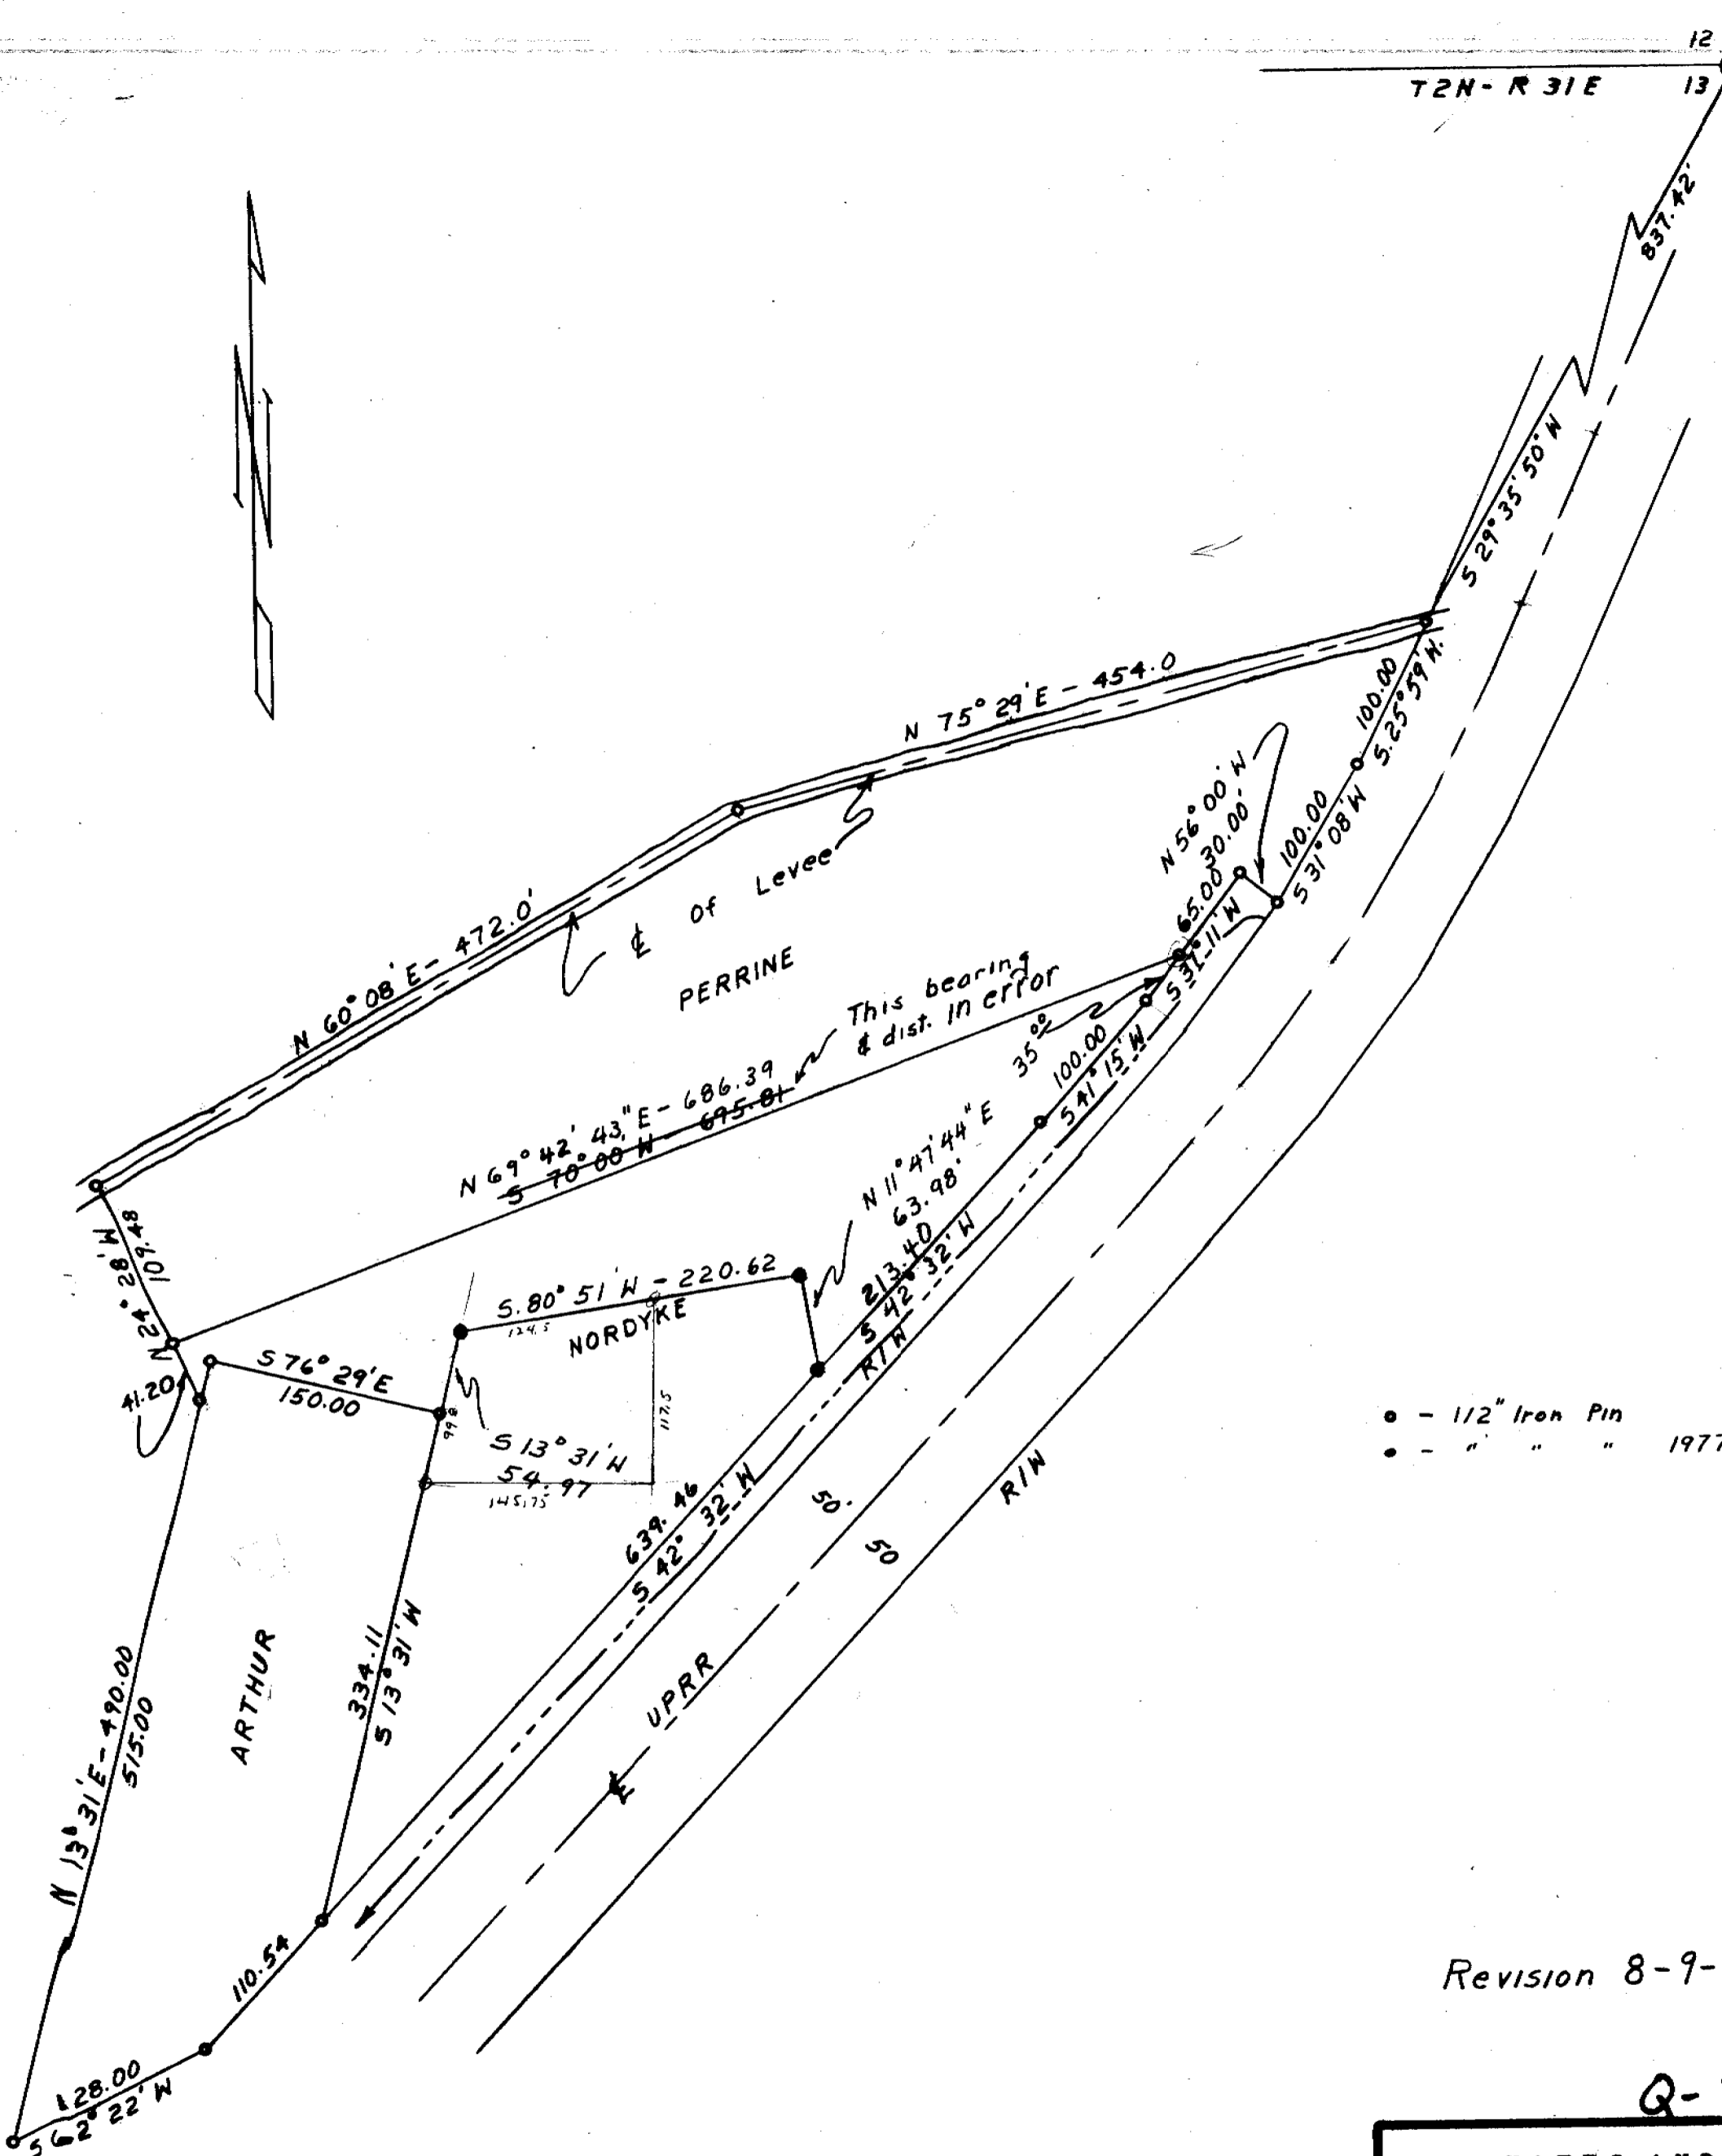 12
T2N - R 31 E 13
837.42'
S 29° 35' 50" W
N 75° 29' E - 454.0
100.00
S. 25° 59' W.
N 56° 00' W
30.00'
100.00
S 31° 08' W
65.00
S 37° 11' W
N 60° 08' E - 472.0'
℄ Of Levee
PERRINE
This bearing
& dist. In error
35.00
100.00
S 41° 15' W
N 69° 42' 43" E - 686.39
S 70° 00 W 695.81
N 11° 47' 44" E
63.98'
213.40
S 42° 32' W
R/W
N 24° 28' W
109.48
S. 80° 51' W - 220.62
124.5
NORDYKE
41.20
S 76° 29' E
150.00
99.8
117.5
S 13° 31' W
54.97
145.75
- 1/2" Iron Pin
- " " " 1977
639.46
S 42° 32' W
50'
50
R/W
334.11
S 13° 31' W
ARTHUR
N 13° 31' E - 490.00
515.00
UPRR
℄
110.54
128.00
S 62° 22' W
Revision 8-9-
Q-